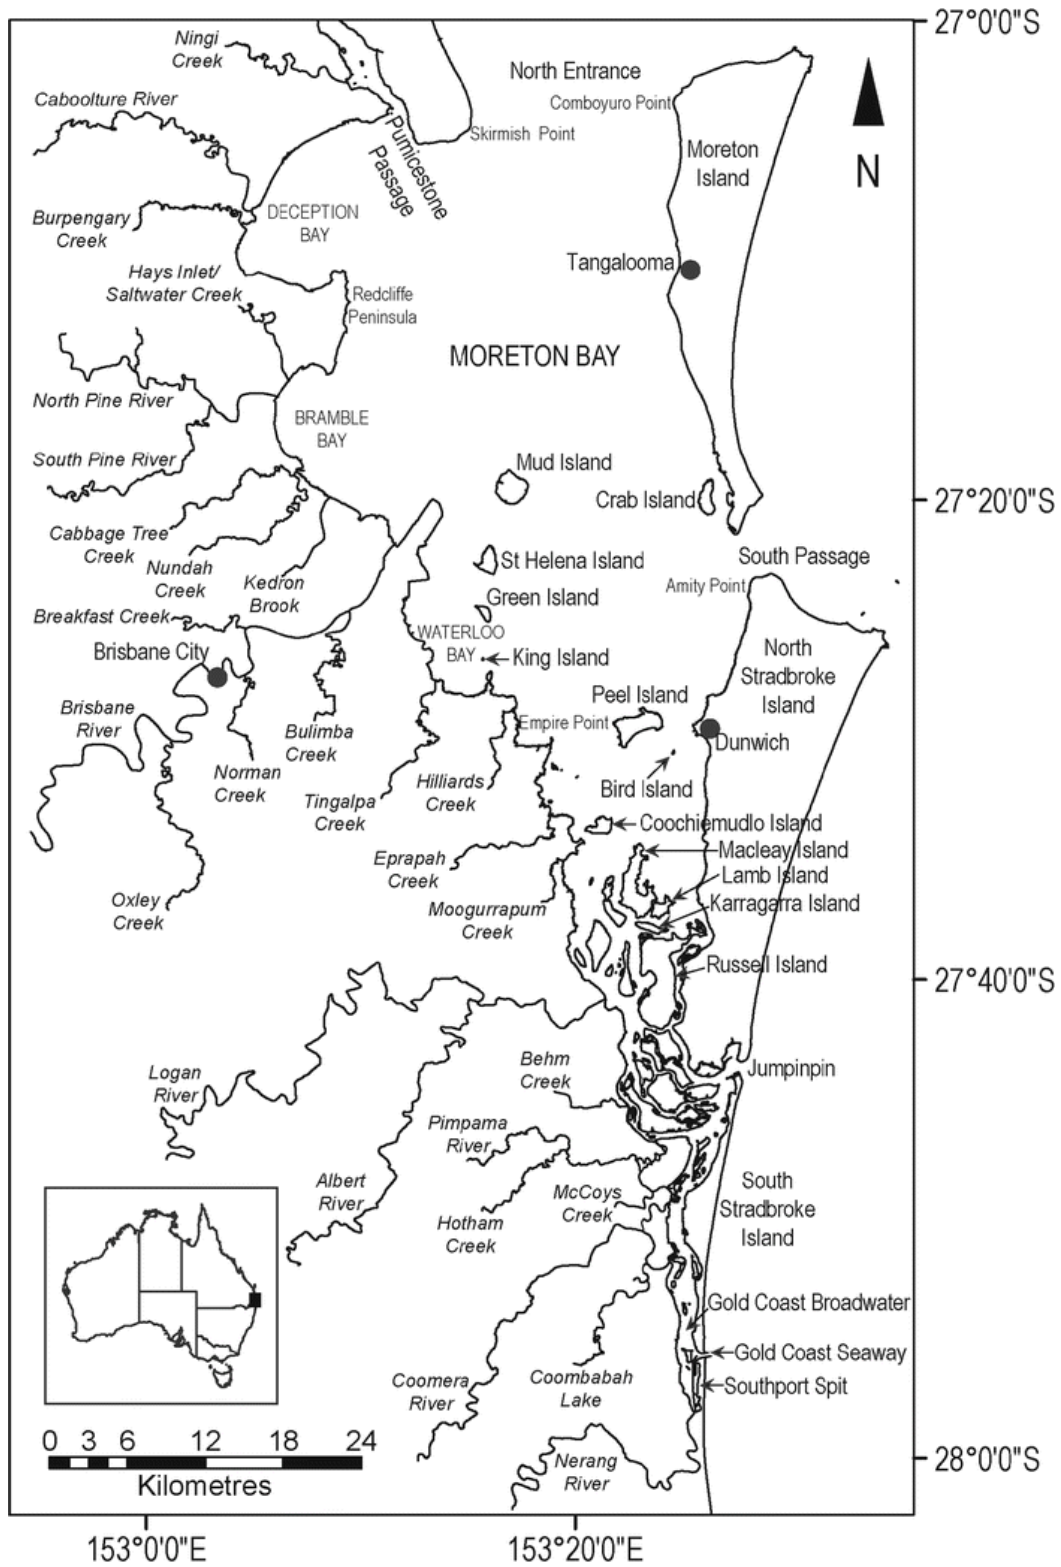 27°0'0"S
Ningi
Creek
North Entrance
Comboyuro Point
Caboolture River
Skirmish Point
Pumicestone
Passage
Moreton
Island
N
DECEPTION
BAY
Burpengary
Creek
Hays Inlet/
Saltwater Creek
Tangalooma
Redcliffe
Peninsula
MORETON BAY
North Pine River
BRAMBLE
BAY
South Pine River
Mud Island
Crab Island
27°20'0"S
Cabbage Tree
Creek
Nundah
Creek
Kedron
Brook
St Helena Island
South Passage
Amity Point
Green Island
Breakfast Creek
WATERLOO
BAY
King Island
Brisbane City
North
Stradbroke
Island
Peel Island
Empire Point
Brisbane
River
Bulimba
Creek
Dunwich
Norman
Creek
Tingalpa
Creek
Hilliards
Creek
Bird Island
Coochiemudlo Island
Macleay Island
Eprapah
Creek
Lamb Island
Karragarra Island
Oxley
Creek
Moogurrapum
Creek
Russell Island
27°40'0"S
Logan
River
Behm
Creek
Jumpinpin
Pimpama
River
Albert
River
McCoys
Creek
Hotham
Creek
South
Stradbroke
Island
Gold Coast Broadwater
Gold Coast Seaway
Southport Spit
Coomera
River
Coombabah
Lake
0 3 6 12 18 24
Kilometres
Nerang
River
28°0'0"S
153°0'0"E
153°20'0"E